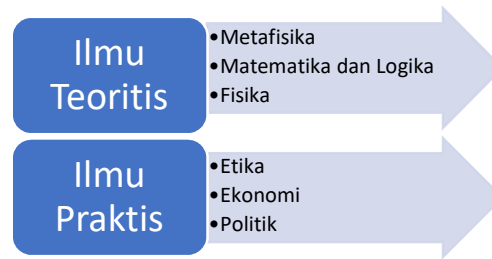 Ilmu
Teoritis
•Metafisika
•Matematika dan Logika
•Fisika
Ilmu
Praktis
•Etika
•Ekonomi
•Politik